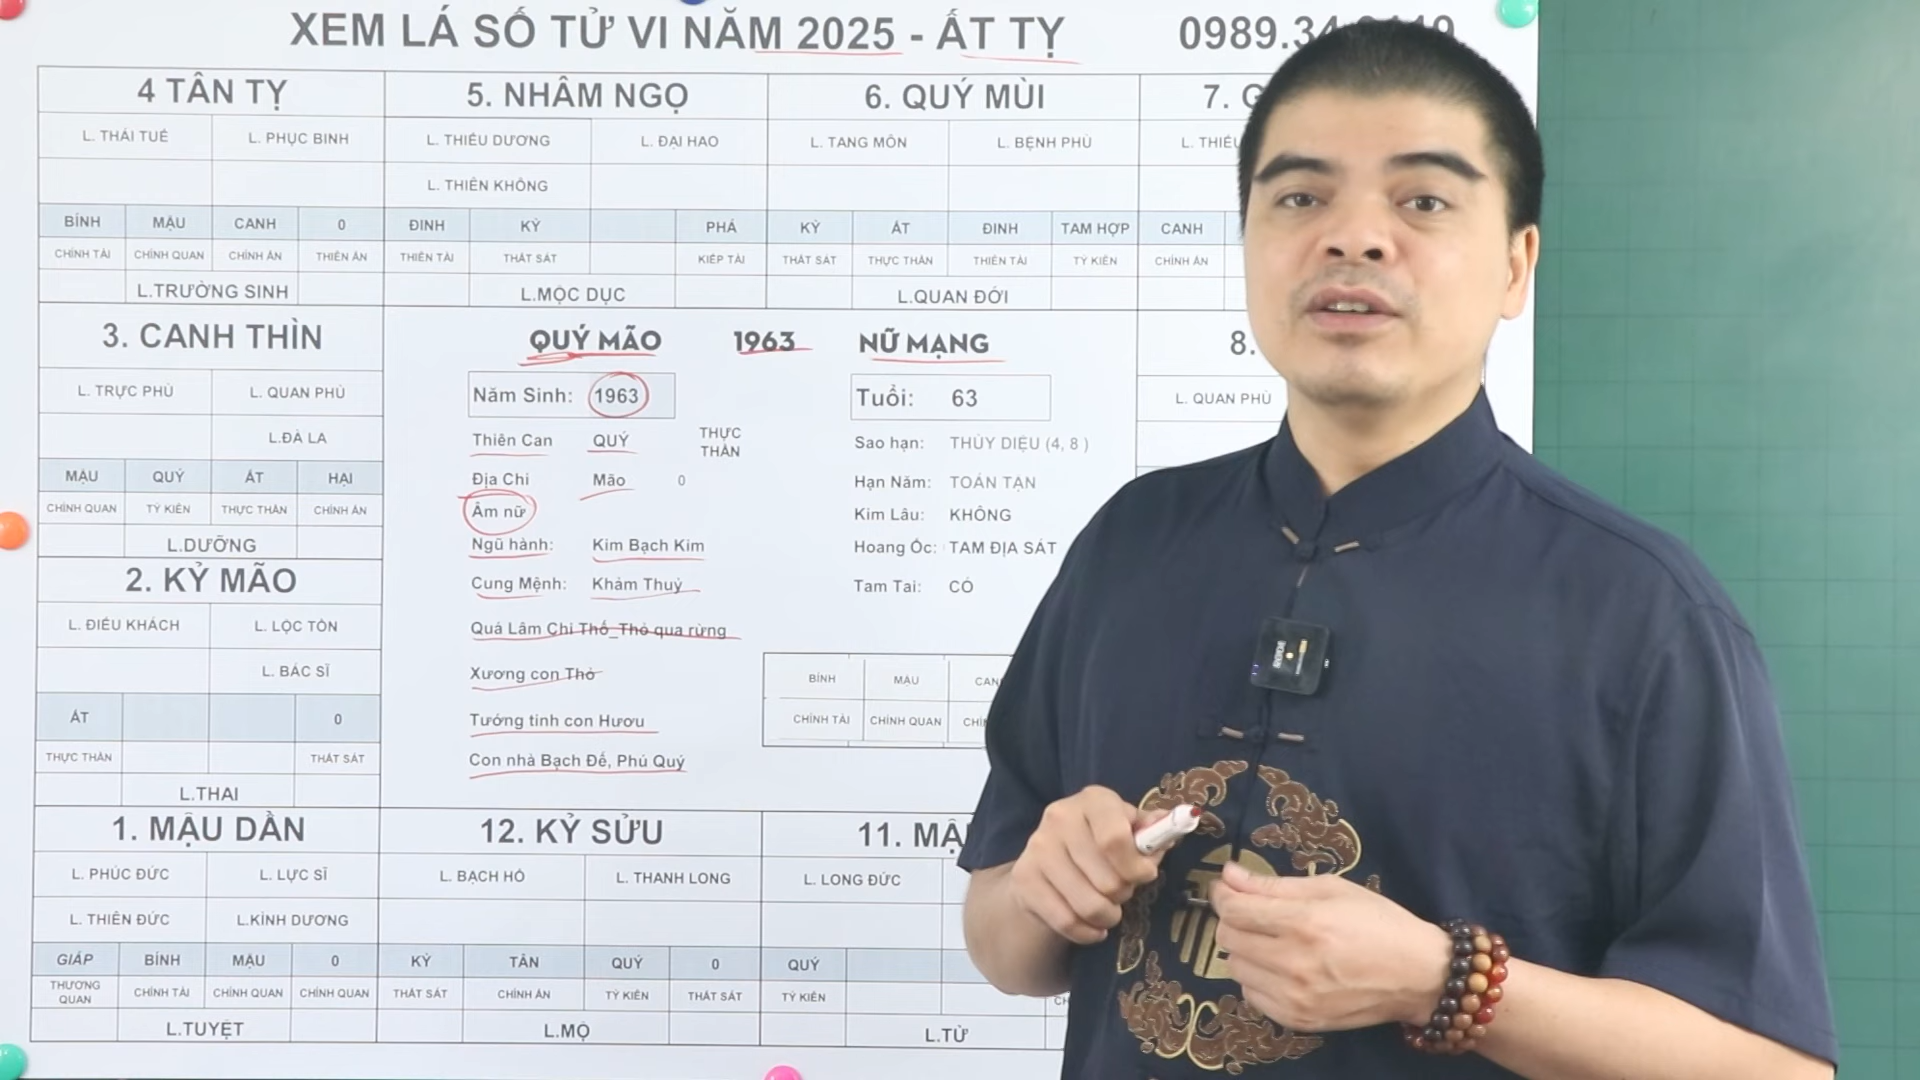 XEM LÁ SỐ TỬ VI NĂM 2025 - ẤT TỴ
0989.34
4 TÂN TỴ
5. NHÂM NGỌ
6. QUÝ MÙI
7.
L. THÁI TUẾ
L. PHỤC BINH
L. THIẾU DƯƠNG
L. ĐẠI HAO
L. TANG MÔN
L. BỆNH PHÙ
L. THIÊN KHÔNG
BÍNH
MẬU
CANH
0
ĐINH
KỶ
PHÁ
KỶ
ẤT
ĐINH
TAM HỢP
CANH
CHÍNH TÀI
CHÍNH QUAN
CHÍNH ẤN
THIÊN ẤN
THIÊN TÀI
THẤT SÁT
KIẾP TÀI
THẤT SÁT
THỰC THẦN
THIÊN TÀI
TỶ KIÊN
CHÍNH ẤN
L.TRƯỜNG SINH
L.MỘC DỤC
L.QUAN ĐỚI
3. CANH THÌN
QUÝ MÃO
1963
NỮ MẠNG
8.
L. TRỰC PHÙ
L. QUAN PHÙ
Năm Sinh: 1963
Tuổi: 63
L. QUAN PHÙ
L.ĐÀ LA
Thiên Can QUÝ THỰC THẦN
Sao hạn: THỦY DIỆU (4, 8 )
MẬU
QUÝ
ẤT
HẠI
Địa Chi Mão 0
Hạn Năm: TOÁN TẬN
CHÍNH QUAN
TỶ KIÊN
THỰC THẦN
CHÍNH ẤN
Âm nữ
Kim Lâu: KHÔNG
L.DƯỠNG
Ngũ hành: Kim Bạch Kim
Hoang Ốc: TAM ĐỊA SÁT
2. KỶ MÃO
Cung Mệnh: Khảm Thuỷ
Tam Tai: CÓ
L. ĐIẾU KHÁCH
L. LỘC TỒN
Quá Lâm Chi Thố_Thỏ qua rừng
L. BÁC SĨ
Xương con Thỏ
BÍNH
MẬU
ẤT
0
Tướng tinh con Hươu
CHÍNH TÀI
CHÍNH QUAN
THỰC THẦN
THẤT SÁT
Con nhà Bạch Đế, Phú Quý
L.THAI
1. MẬU DẦN
12. KỶ SỬU
11.
L. PHÚC ĐỨC
L. LỰC SĨ
L. BẠCH HỔ
L. THANH LONG
L. LONG ĐỨC
L. THIÊN ĐỨC
L.KÌNH DƯƠNG
GIÁP
BÍNH
MẬU
0
KỶ
TÂN
QUÝ
0
QUÝ
THƯƠNG QUAN
CHÍNH TÀI
CHÍNH QUAN
CHÍNH QUAN
THẤT SÁT
CHÍNH ẤN
TỶ KIÊN
THẤT SÁT
TỶ KIÊN
L.TUYỆT
L.MỘ
L.TỬ